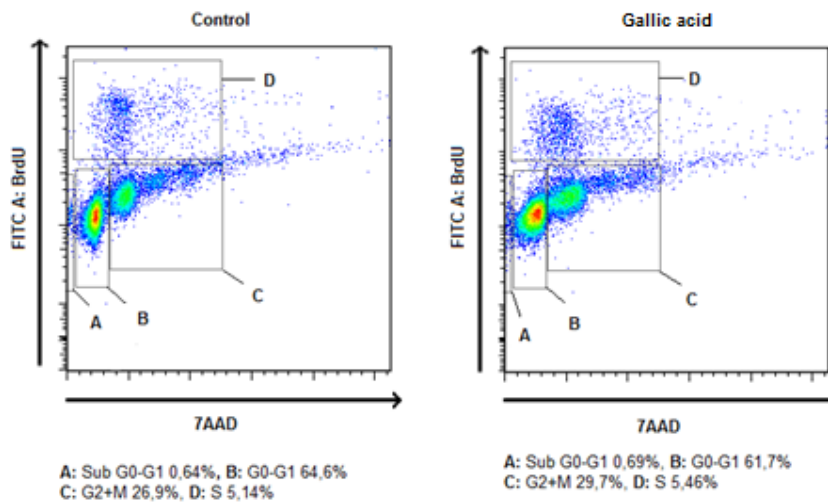 Control
Gallic acid
D
D
FITC A: BrdU
FITC A: BrdU
A
B
C
A
B
C
7AAD
7AAD
A: Sub G0-G1 0,64%, B: G0-G1 64,6%
C: G2+M 26,9%, D: S 5,14%
A: Sub G0-G1 0,69%, B: G0-G1 61,7%
C: G2+M 29,7%, D: S 5,46%